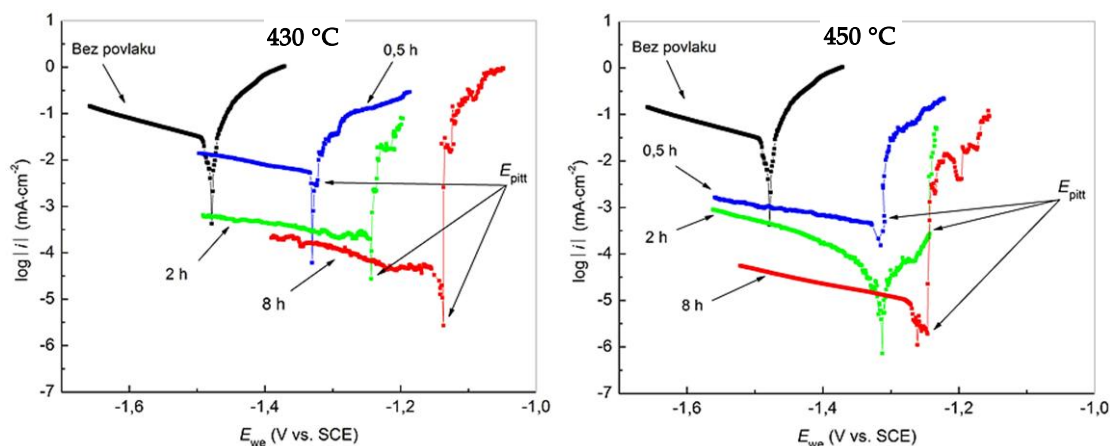 430 °C
Bez povlaku
0,5 h
E_pitt
2 h
8 h
log | i | (mA·cm⁻²)
1
0
-1
-2
-3
-4
-5
-6
-7
-1,6
-1,4
-1,2
-1,0
E_we (V vs. SCE)
450 °C
Bez povlaku
0,5 h
E_pitt
2 h
8 h
log | i | (mA·cm⁻²)
1
0
-1
-2
-3
-4
-5
-6
-7
-1,6
-1,4
-1,2
-1,0
E_we (V vs. SCE)